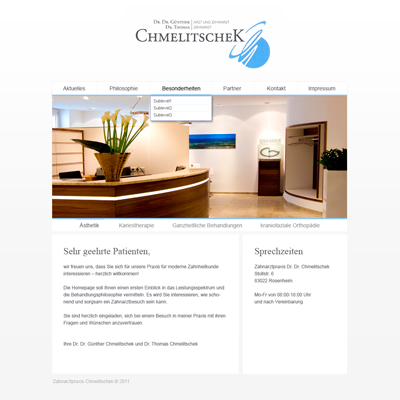 Dr. Dr. Günther | Arzt und Zahnarzt
Dr. Thomas | Zahnarzt
Chmelitschek
Aktuelles Philosophie Besonderheiten Partner Kontakt Impressum
Sublevel1
Sublevel2
Sublevel3
Ästhetik Kariestherapie Ganzheitliche Behandlungen kraniofaziale Orthopädie
Sehr geehrte Patienten,
wir freuen uns, dass Sie sich für unsere Praxis für moderne Zahnheilkunde
interessieren – herzlich willkommen!
Die Homepage soll Ihnen einen ersten Einblick in das Leistungsspektrum und
die Behandlungsphilosophie vermitteln. Es wird Sie interessieren, wie scho-
nend und sorgsam ein Zahnarztbesuch sein kann.
Sie sind herzlich eingeladen, sich bei einem Besuch in meiner Praxis mit Ihren
Fragen und Wünschen anzuvertrauen.
Ihre Dr. Dr. Günther Chmelitschek und Dr. Thomas Chmelitschek
Sprechzeiten
Zahnarztpraxis Dr. Dr. Chmelitschek
Stollstr. 6
83022 Rosenheim
Mo-Fr von 08:00-18:00 Uhr
und nach Vereinbarung
Zahnarztpraxis Chmelitschek © 2011